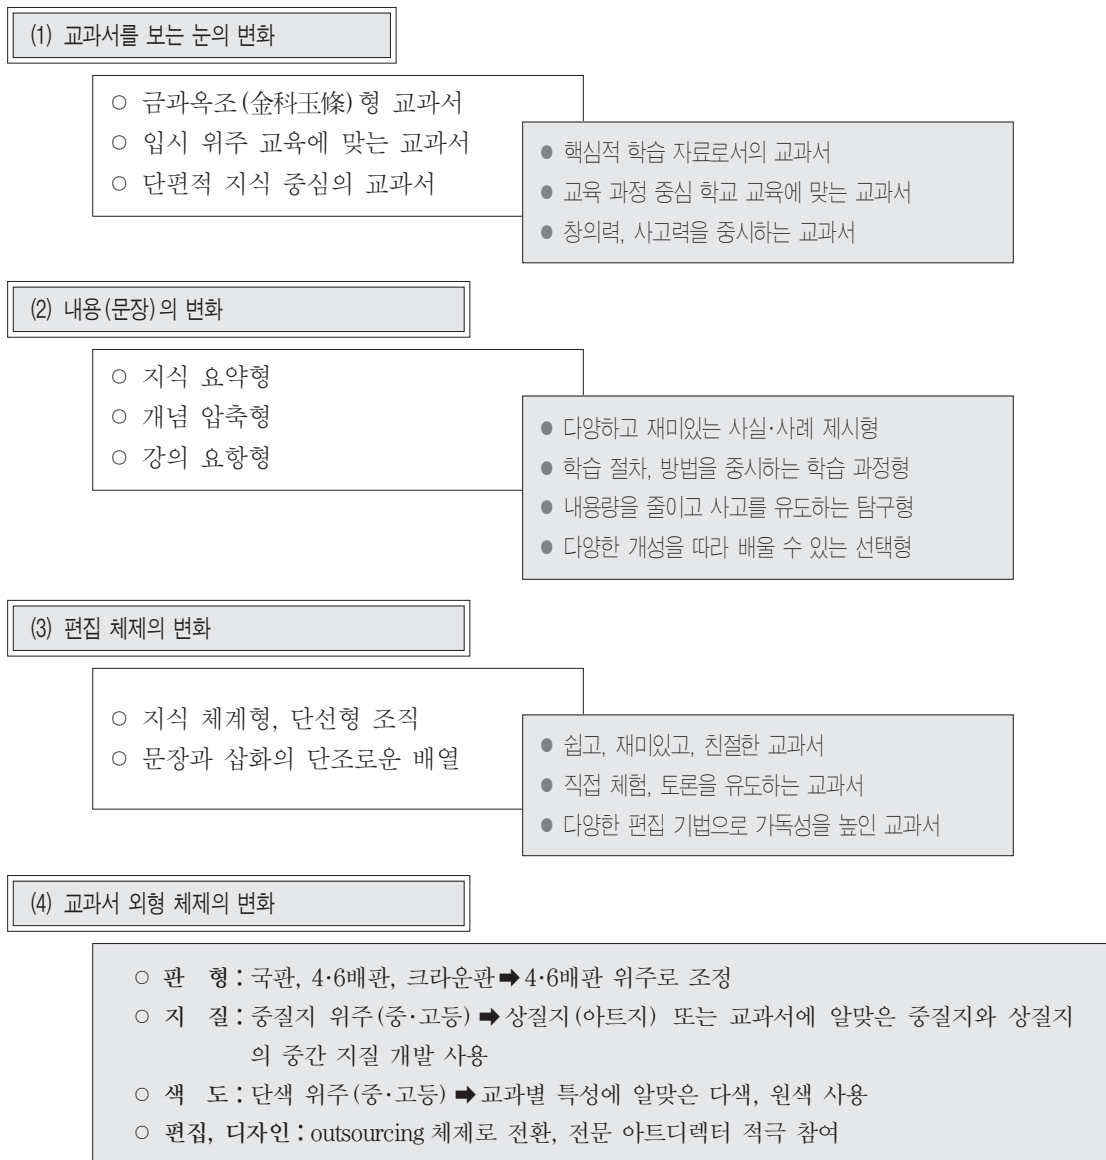 (1) 교과서를 보는 눈의 변화
○ 금과옥조(金科玉條)형 교과서
○ 입시 위주 교육에 맞는 교과서
○ 단편적 지식 중심의 교과서
● 핵심적 학습 자료로서의 교과서
● 교육 과정 중심 학교 교육에 맞는 교과서
● 창의력, 사고력을 중시하는 교과서
(2) 내용(문장)의 변화
○ 지식 요약형
○ 개념 압축형
○ 강의 요항형
● 다양하고 재미있는 사실·사례 제시형
● 학습 절차, 방법을 중시하는 학습 과정형
● 내용량을 줄이고 사고를 유도하는 탐구형
● 다양한 개성을 따라 배울 수 있는 선택형
(3) 편집 체제의 변화
○ 지식 체계형, 단선형 조직
○ 문장과 삽화의 단조로운 배열
● 쉽고, 재미있고, 친절한 교과서
● 직접 체험, 토론을 유도하는 교과서
● 다양한 편집 기법으로 가독성을 높인 교과서
(4) 교과서 외형 체제의 변화
○ 판 형 : 국판, 4·6배판, 크라운판 ➡ 4·6배판 위주로 조정
○ 지 질 : 중질지 위주(중·고등) ➡ 상질지(아트지) 또는 교과서에 알맞은 중질지와 상질지
의 중간 지질 개발 사용
○ 색 도 : 단색 위주(중·고등) ➡ 교과별 특성에 알맞은 다색, 원색 사용
○ 편집, 디자인 : outsourcing 체제로 전환, 전문 아트디렉터 적극 참여